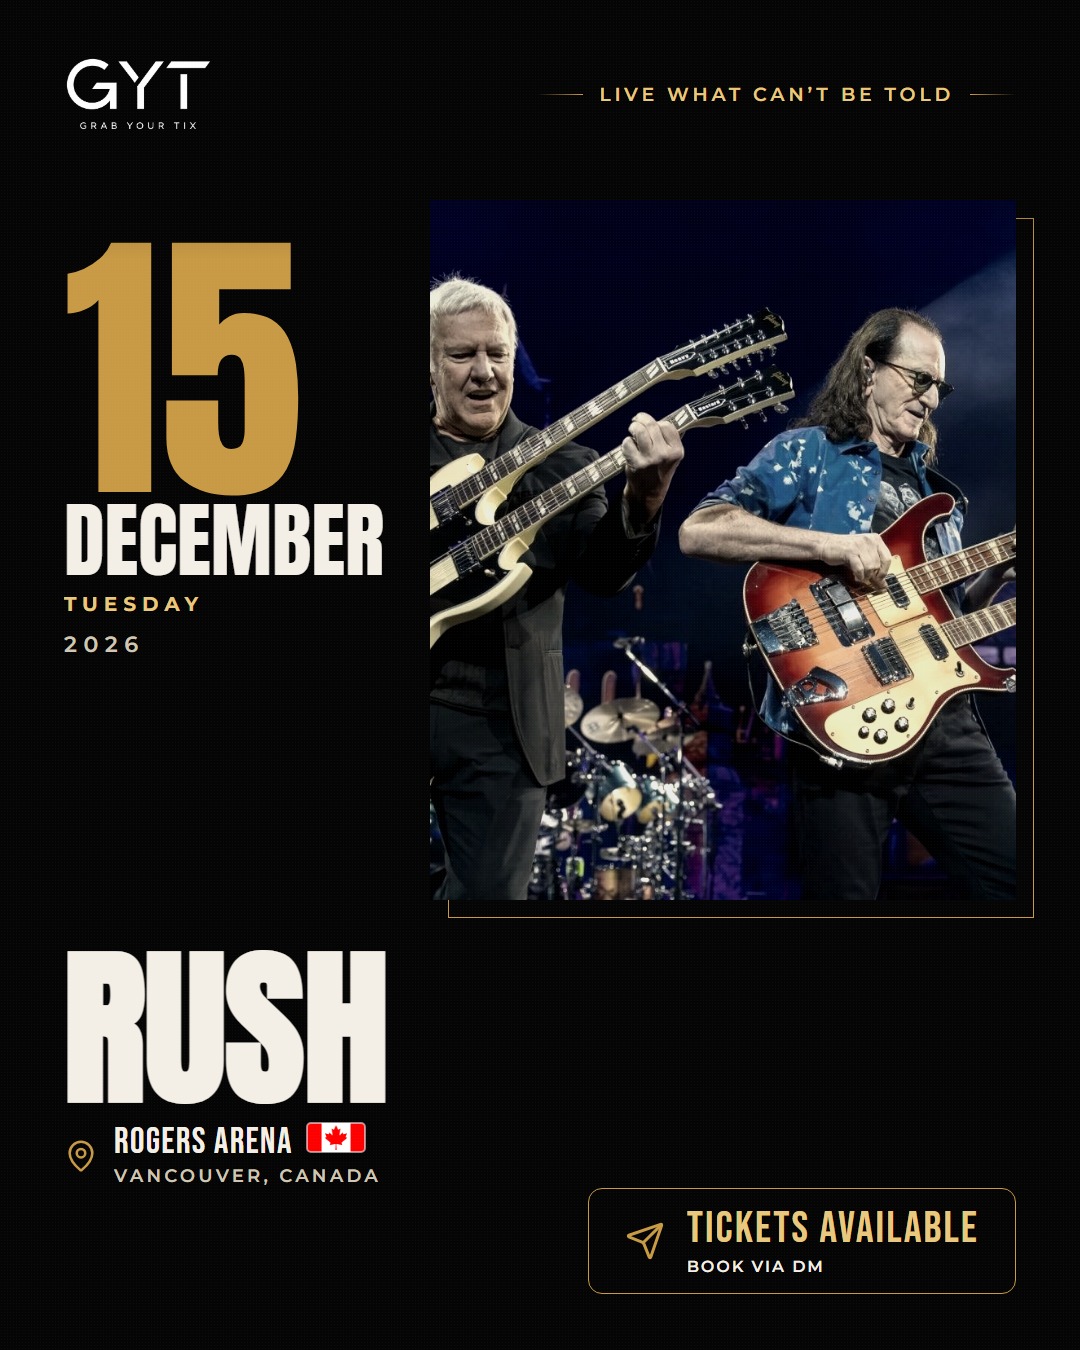 GYT
GRAB YOUR TIX
LIVE WHAT CAN'T BE TOLD
15
DECEMBER
TUESDAY
2026
RUSH
ROGERS ARENA
VANCOUVER, CANADA
TICKETS AVAILABLE
BOOK VIA DM